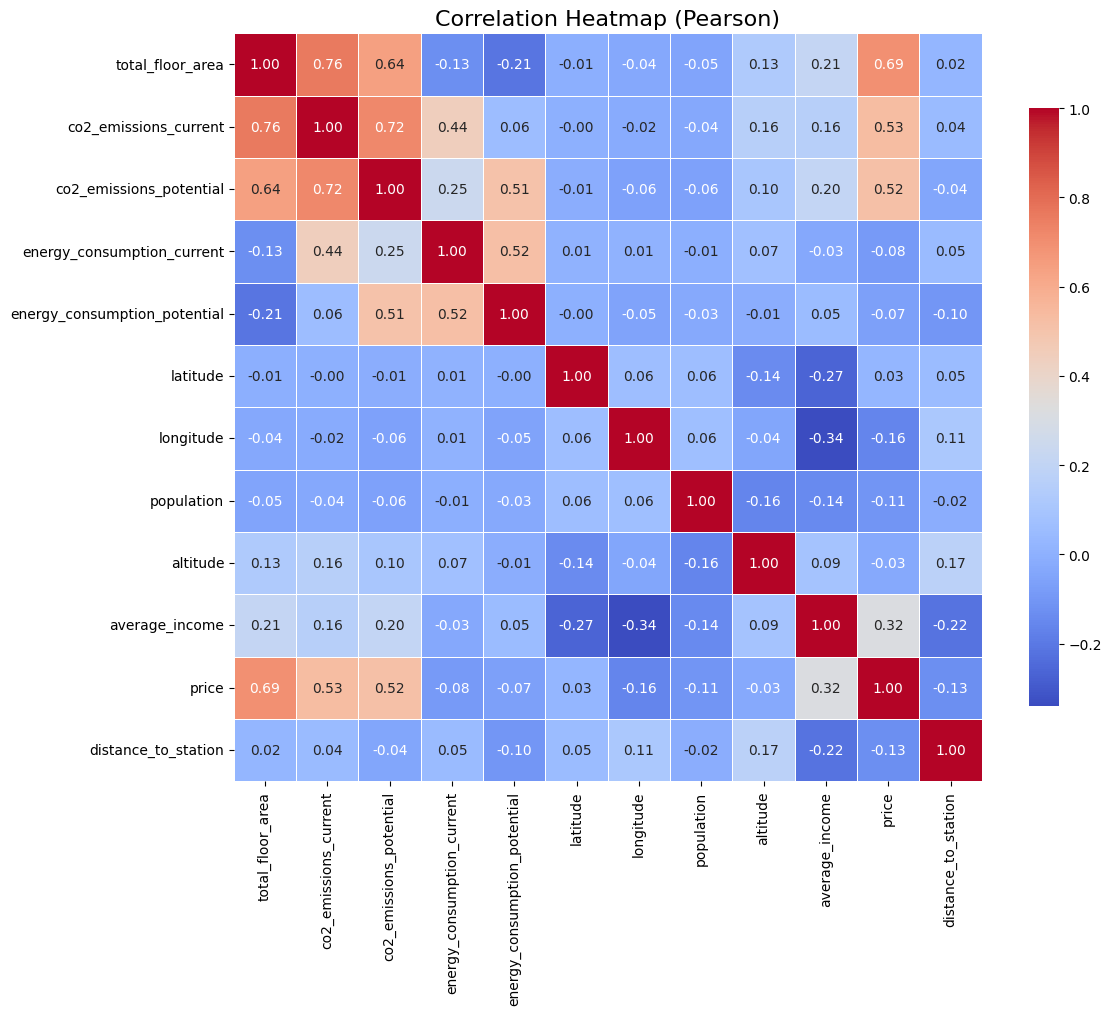 Correlation Heatmap (Pearson)
total_floor_area 1.00 0.76 0.64 -0.13 -0.21 -0.01 -0.04 -0.05 0.13 0.21 0.69 0.02
co2_emissions_current 0.76 1.00 0.72 0.44 0.06 -0.00 -0.02 -0.04 0.16 0.16 0.53 0.04
co2_emissions_potential 0.64 0.72 1.00 0.25 0.51 -0.01 -0.06 -0.06 0.10 0.20 0.52 -0.04
energy_consumption_current -0.13 0.44 0.25 1.00 0.52 0.01 0.01 -0.01 0.07 -0.03 -0.08 0.05
energy_consumption_potential -0.21 0.06 0.51 0.52 1.00 -0.00 -0.05 -0.03 -0.01 0.05 -0.07 -0.10
latitude -0.01 -0.00 -0.01 0.01 -0.00 1.00 0.06 0.06 -0.14 -0.27 0.03 0.05
longitude -0.04 -0.02 -0.06 0.01 -0.05 0.06 1.00 0.06 -0.04 -0.34 -0.16 0.11
population -0.05 -0.04 -0.06 -0.01 -0.03 0.06 0.06 1.00 -0.16 -0.14 -0.11 -0.02
altitude 0.13 0.16 0.10 0.07 -0.01 -0.14 -0.04 -0.16 1.00 0.09 -0.03 0.17
average_income 0.21 0.16 0.20 -0.03 0.05 -0.27 -0.34 -0.14 0.09 1.00 0.32 -0.22
price 0.69 0.53 0.52 -0.08 -0.07 0.03 -0.16 -0.11 -0.03 0.32 1.00 -0.13
distance_to_station 0.02 0.04 -0.04 0.05 -0.10 0.05 0.11 -0.02 0.17 -0.22 -0.13 1.00
total_floor_area
co2_emissions_current
co2_emissions_potential
energy_consumption_current
energy_consumption_potential
latitude
longitude
population
altitude
average_income
price
distance_to_station
1.0
0.8
0.6
0.4
0.2
0.0
−0.2